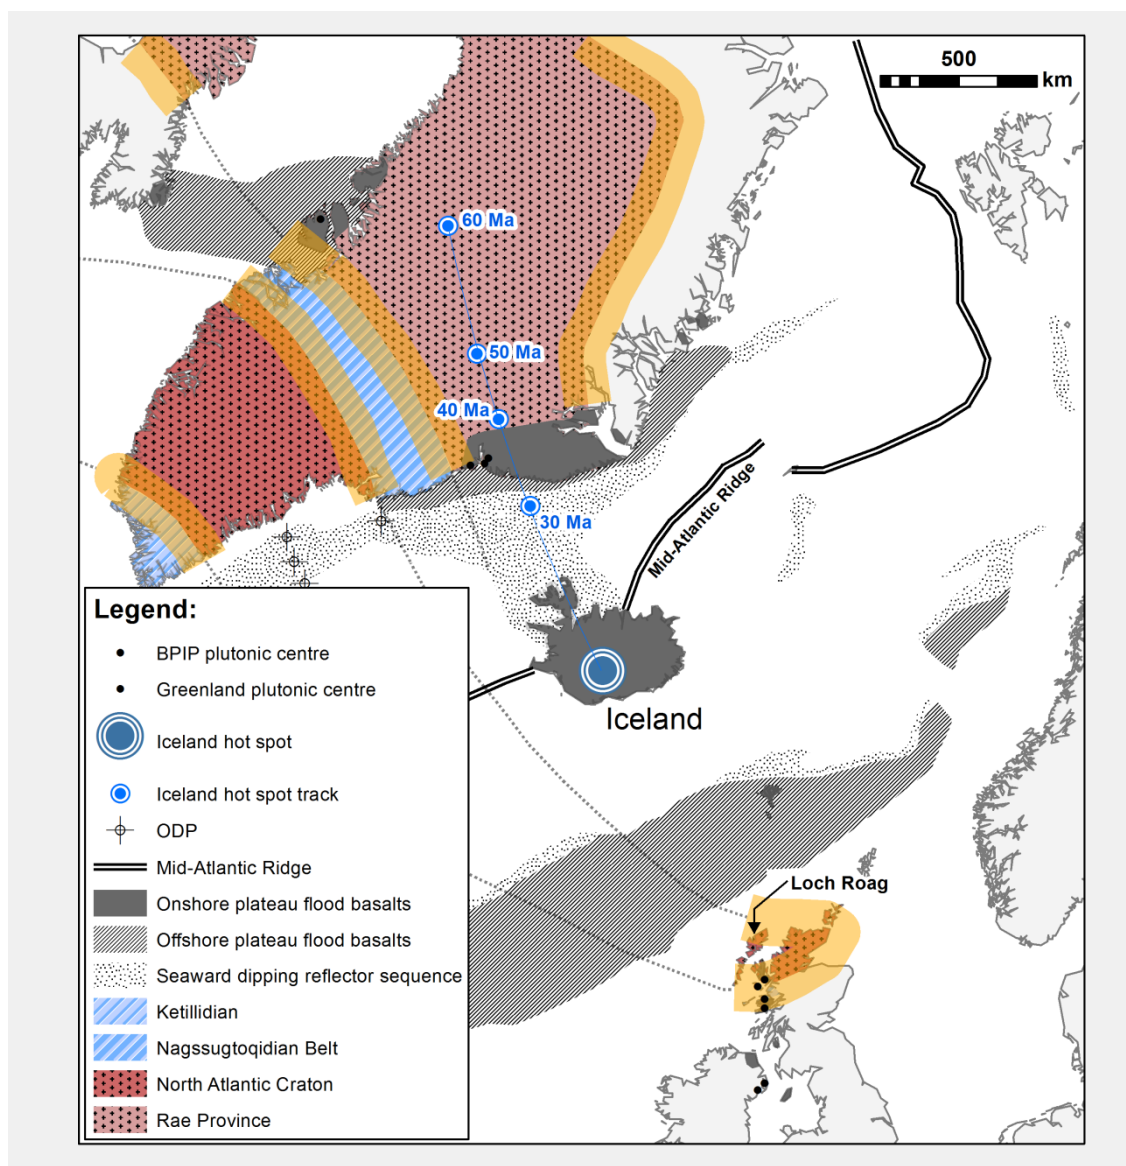 500
km
60 Ma
50 Ma
40 Ma
30 Ma
Mid-Atlantic Ridge
Iceland
Loch Roag
Legend:
BPIP plutonic centre
Greenland plutonic centre
Iceland hot spot
Iceland hot spot track
ODP
Mid-Atlantic Ridge
Onshore plateau flood basalts
Offshore plateau flood basalts
Seaward dipping reflector sequence
Ketillidian
Nagssugtoqidian Belt
North Atlantic Craton
Rae Province